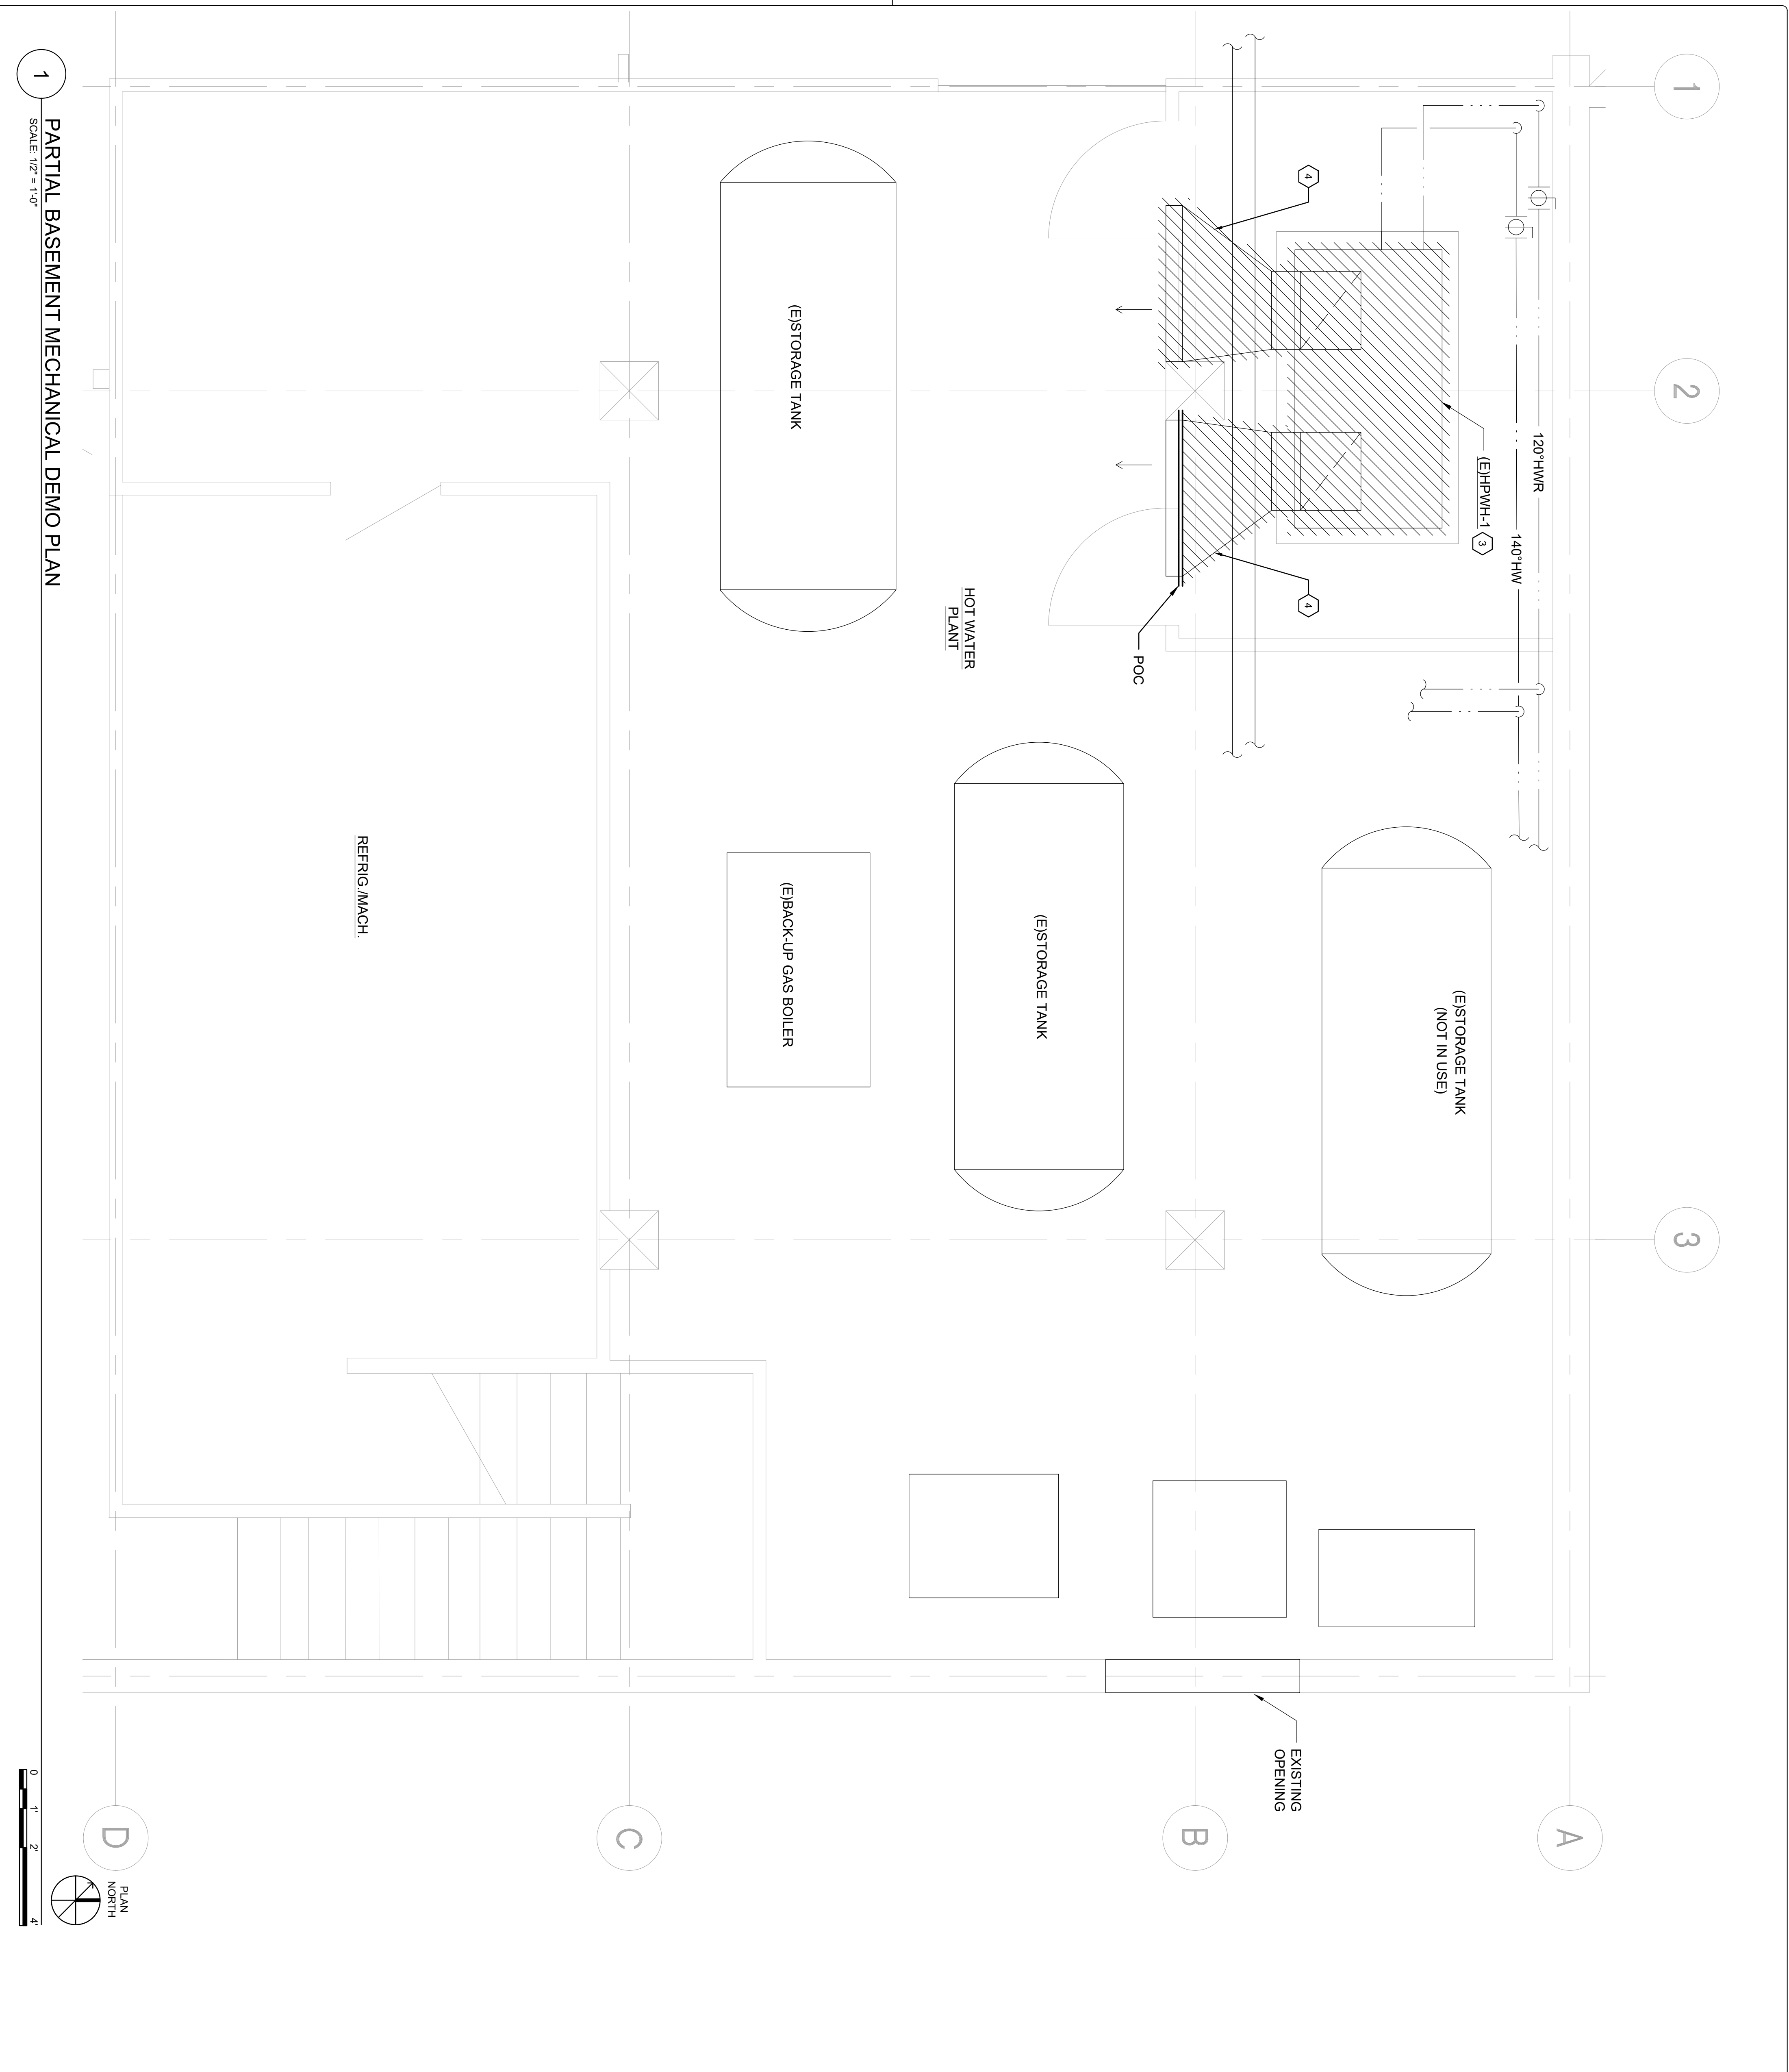 1
2
3
120°HWR
140°HW
(E)HPWH-1
3
4
4
POC
(E)STORAGE TANK
(NOT IN USE)
(E)STORAGE TANK
HOT WATER
PLANT
(E)STORAGE TANK
(E)BACK-UP GAS BOILER
REFRIG./MACH.
EXISTING
OPENING
A
B
C
D
PLAN
NORTH
1
PARTIAL BASEMENT MECHANICAL DEMO PLAN
SCALE: 1/2" = 1'-0"
0 1' 2' 4'